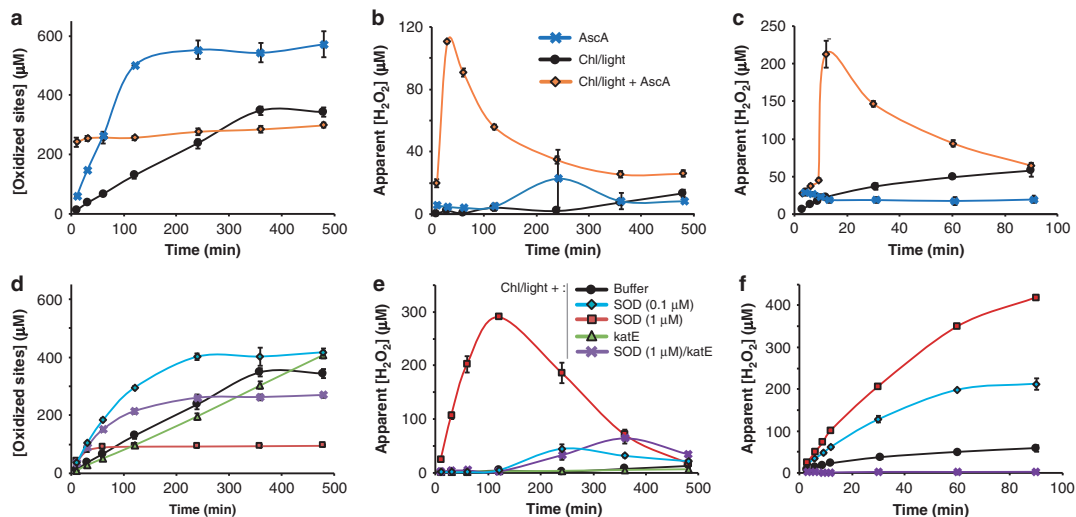 a
[Oxidized sites] (µM)
600
400
200
0
0 100 200 300 400 500
Time (min)
b
Apparent [H2O2] (µM)
120
80
40
0
0 100 200 300 400 500
Time (min)
AscA
Chl/light
Chl/light + AscA
c
Apparent [H2O2] (µM)
250
200
150
100
50
0
0 20 40 60 80 100
Time (min)
d
[Oxidized sites] (µM)
600
400
200
0
0 100 200 300 400 500
Time (min)
e
Apparent [H2O2] (µM)
300
200
100
0
0 100 200 300 400 500
Time (min)
Chl/light + :
Buffer
SOD (0.1 µM)
SOD (1 µM)
katE
SOD (1 µM)/katE
f
Apparent [H2O2] (µM)
400
300
200
100
0
0 20 40 60 80 100
Time (min)